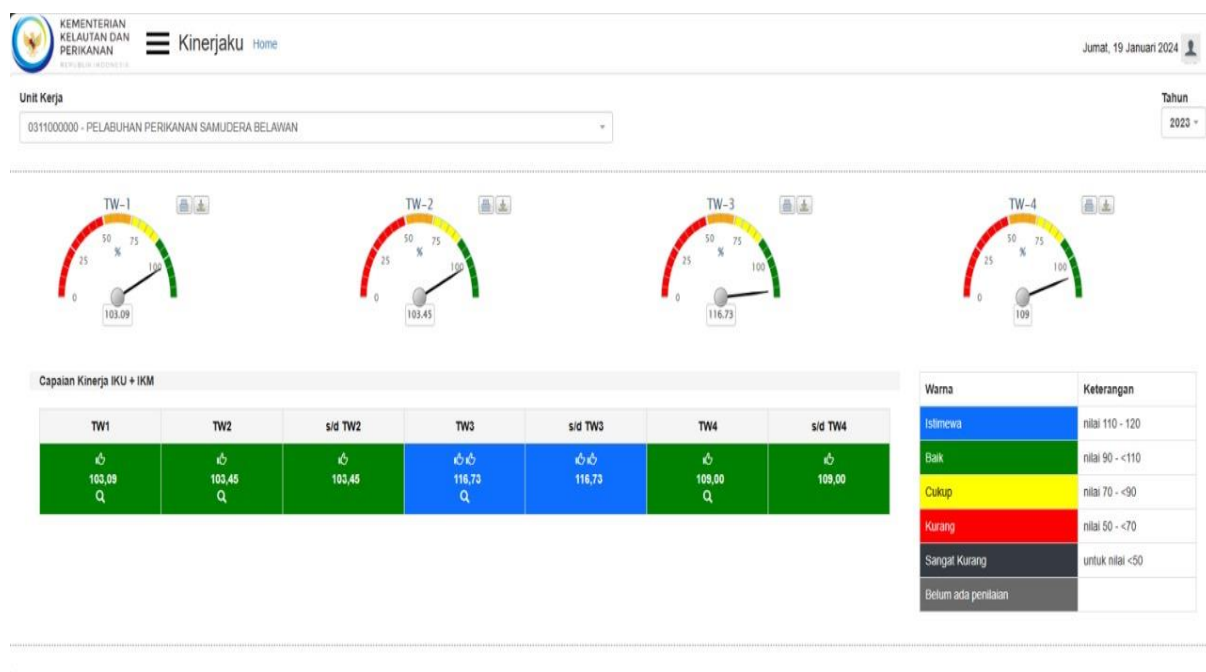 KEMENTERIAN
KELAUTAN DAN
PERIKANAN
REPUBLIK INDONESIA
Kinerjaku Home
Jumat, 19 Januari 2024
Unit Kerja
Tahun
0311000000 - PELABUHAN PERIKANAN SAMUDERA BELAWAN
2023
TW-1
0 25 50 75 100
%
103.09
TW-2
0 25 50 75 100
%
103.45
TW-3
0 25 50 75 100
%
116.73
TW-4
0 25 50 75 100
%
109
Capaian Kinerja IKU + IKM
TW1 TW2 s/d TW2 TW3 s/d TW3 TW4 s/d TW4
103,09 103,45 103,45 116,73 116,73 109,00 109,00
Warna Keterangan
Istimewa nilai 110 - 120
Baik nilai 90 - <110
Cukup nilai 70 - <90
Kurang nilai 50 - <70
Sangat Kurang untuk nilai <50
Belum ada penilaian